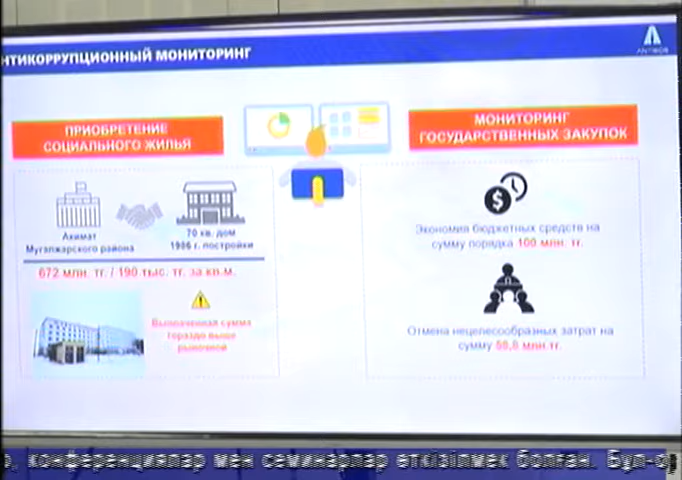 НТИКОРРУПЦИОННЫЙ МОНИТОРИНГ
ANTIKOR
ПРИОБРЕТЕНИЕ
СОЦИАЛЬНОГО ЖИЛЬЯ
МОНИТОРИНГ
ГОСУДАРСТВЕННЫХ ЗАКУПОК
Акимат
Мугалжарского района
70 кв. дом
1986 г. постройки
672 млн. тг. / 190 тыс. тг. за кв.м.
Выплаченная сумма
гораздо выше
рыночной
Экономия бюджетных средств на
сумму порядка 100 млн. тг.
Отмена нецелесообразных затрат на
сумму 58,8 млн.тг.
конференциялар мен семинарлар өткізілмек болған. Бұл-ор